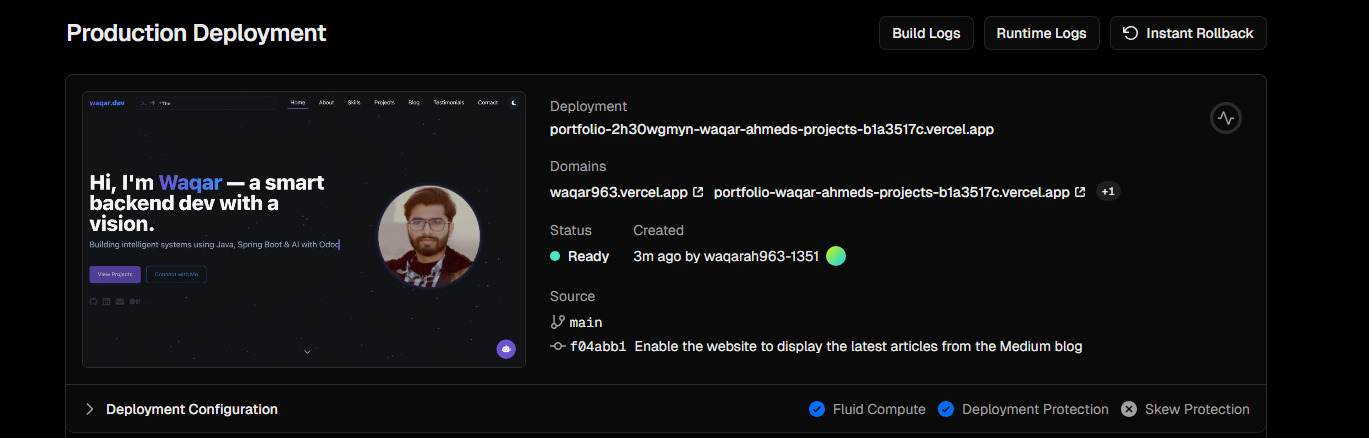 Production Deployment
Build Logs
Runtime Logs
Instant Rollback
waqar.dev
Home
About
Skills
Projects
Blog
Testimonials
Contact
Hi, I'm Waqar — a smart
backend dev with a
vision.
Building intelligent systems using Java, Spring Boot & AI with Odoo
View Projects
Connect with Me
Deployment
portfolio-2h30wgmyn-waqar-ahmeds-projects-b1a3517c.vercel.app
Domains
waqar963.vercel.app
portfolio-waqar-ahmeds-projects-b1a3517c.vercel.app
+1
Status
Created
Ready
3m ago by waqarah963-1351
Source
main
f04abb1 Enable the website to display the latest articles from the Medium blog
Deployment Configuration
Fluid Compute
Deployment Protection
Skew Protection